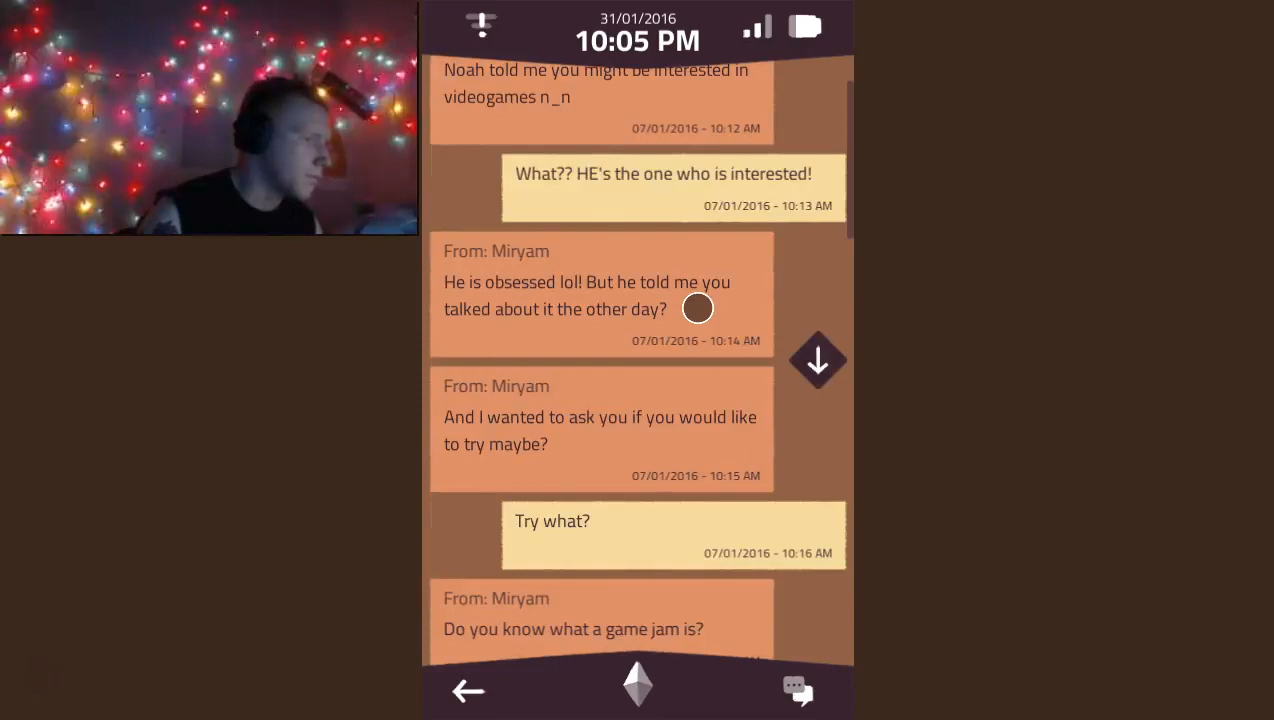 31/01/2016
10:05 PM
Noah told me you might be interested in
videogames n_n
07/01/2016 - 10:12 AM
What?? HE's the one who is interested!
07/01/2016 - 10:13 AM
From: Miryam
He is obsessed lol! But he told me you
talked about it the other day?
07/01/2016 - 10:14 AM
From: Miryam
And I wanted to ask you if you would like
to try maybe?
07/01/2016 - 10:15 AM
Try what?
07/01/2016 - 10:16 AM
From: Miryam
Do you know what a game jam is?